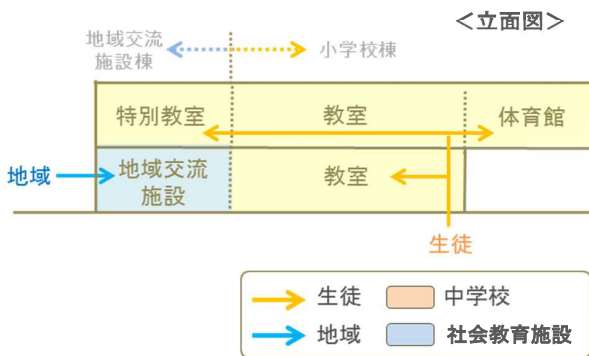 ＜立面図＞
地域交流
施設棟
小学校棟
特別教室
教室
体育館
地域
地域交流
施設
教室
生徒
生徒
中学校
地域
社会教育施設